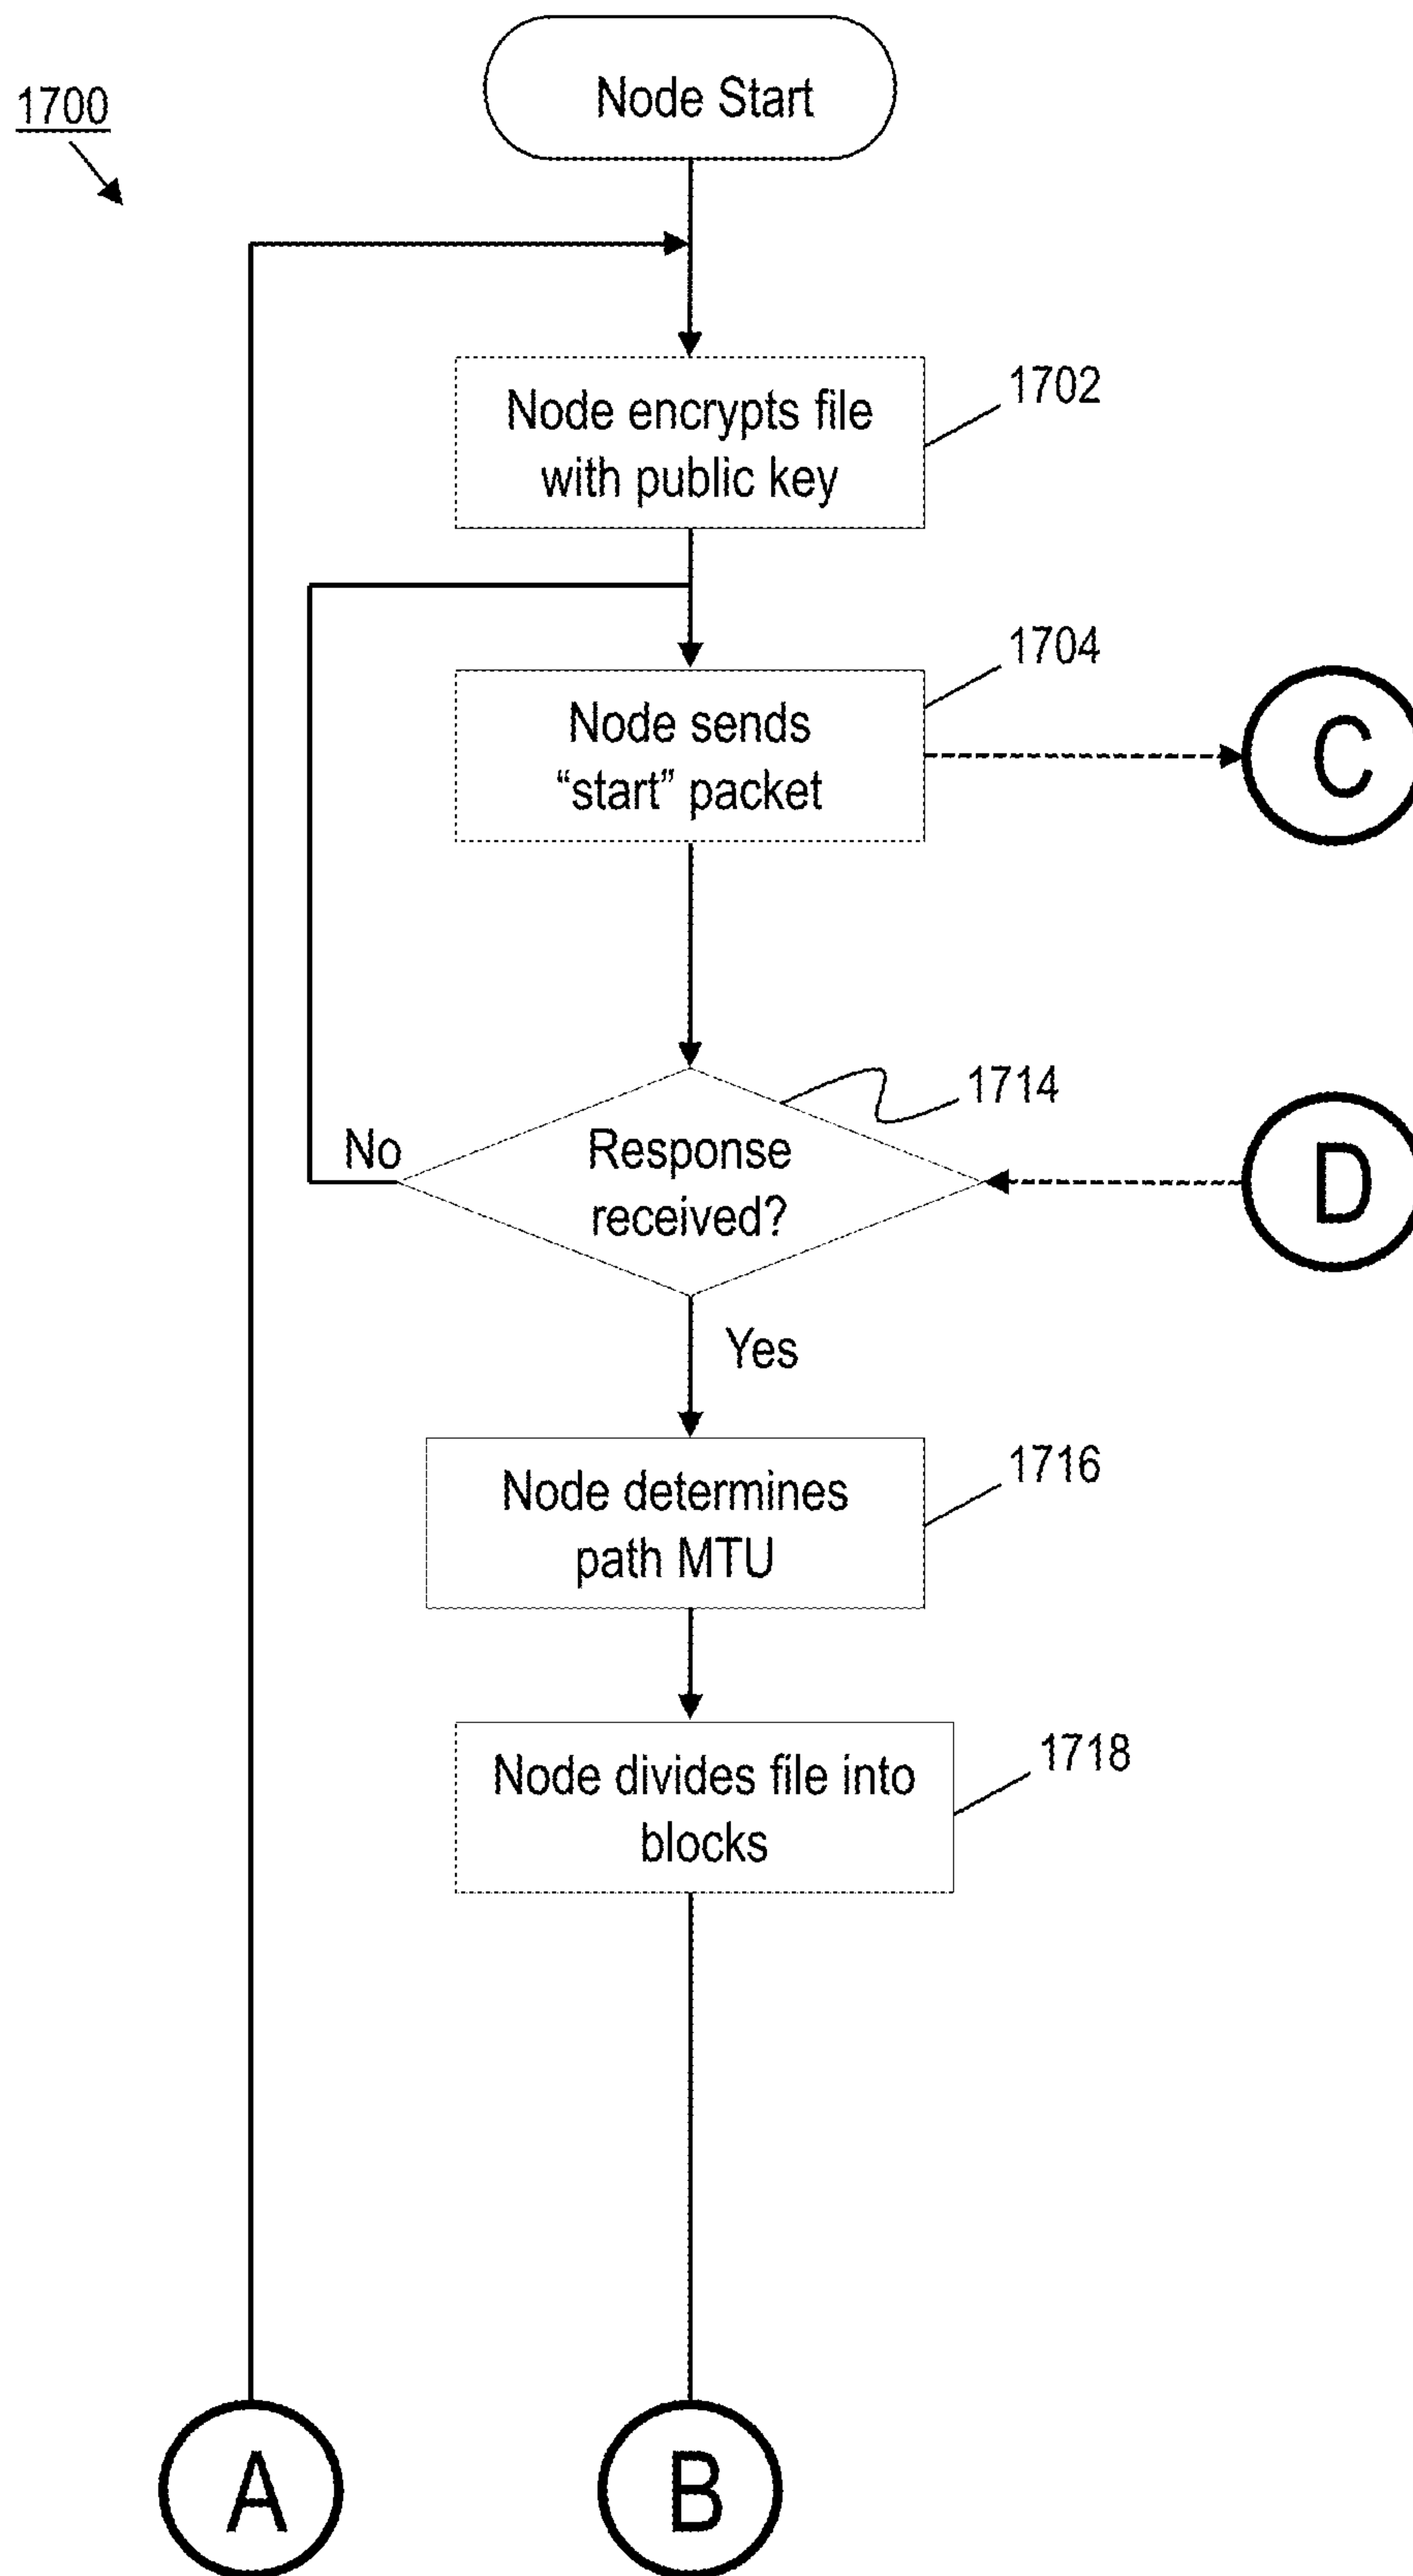 Node Start
1700
Node encrypts file
with public key
1702
Node sends
“start” packet
1704
C
Response
received?
1714
No
D
Yes
Node determines
path MTU
1716
Node divides file into
blocks
1718
A
B